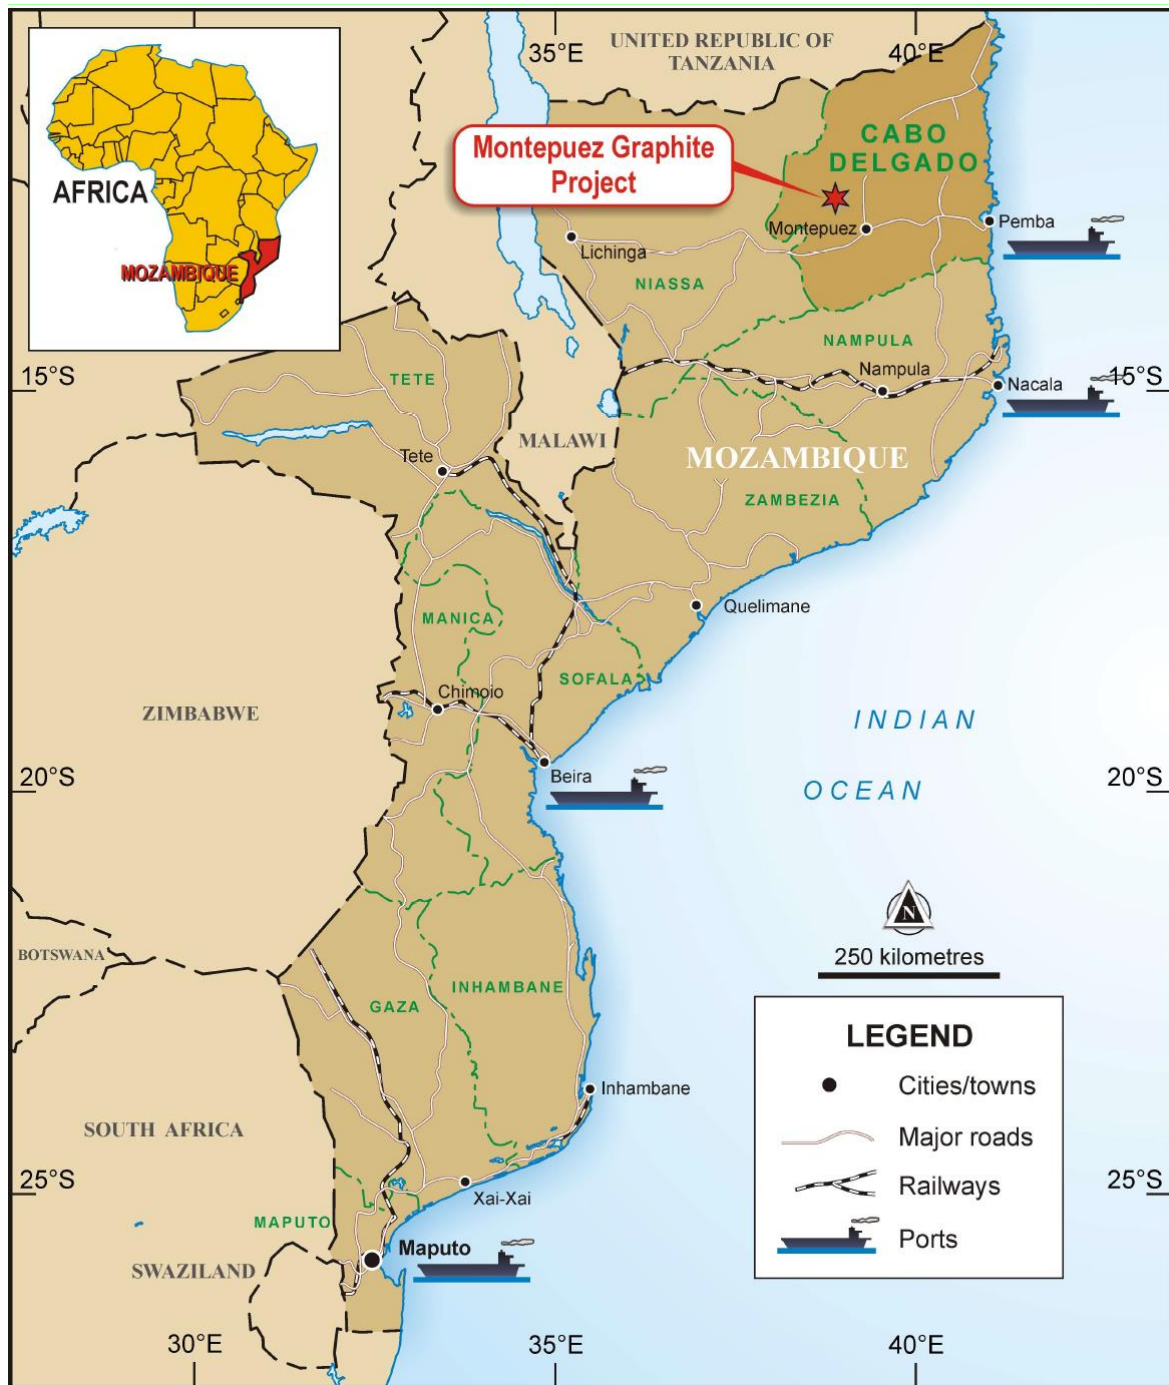 35°E
40°E
UNITED REPUBLIC OF
TANZANIA
AFRICA
MOZAMBIQUE
Montepuez Graphite
Project
CABO
DELGADO
Montepuez
Pemba
Lichinga
NIASSA
NAMPULA
Nampula
Nacala
15°S
15°S
TETE
Tete
MALAWI
MOZAMBIQUE
ZAMBEZIA
Quelimane
MANICA
SOFALA
Chimoio
ZIMBABWE
INDIAN
OCEAN
Beira
20°S
20°S
N
250 kilometres
BOTSWANA
GAZA
INHAMBANE
LEGEND
Cities/towns
Major roads
Railways
Ports
Inhambane
SOUTH AFRICA
25°S
25°S
Xai-Xai
MAPUTO
Maputo
SWAZILAND
30°E
35°E
40°E